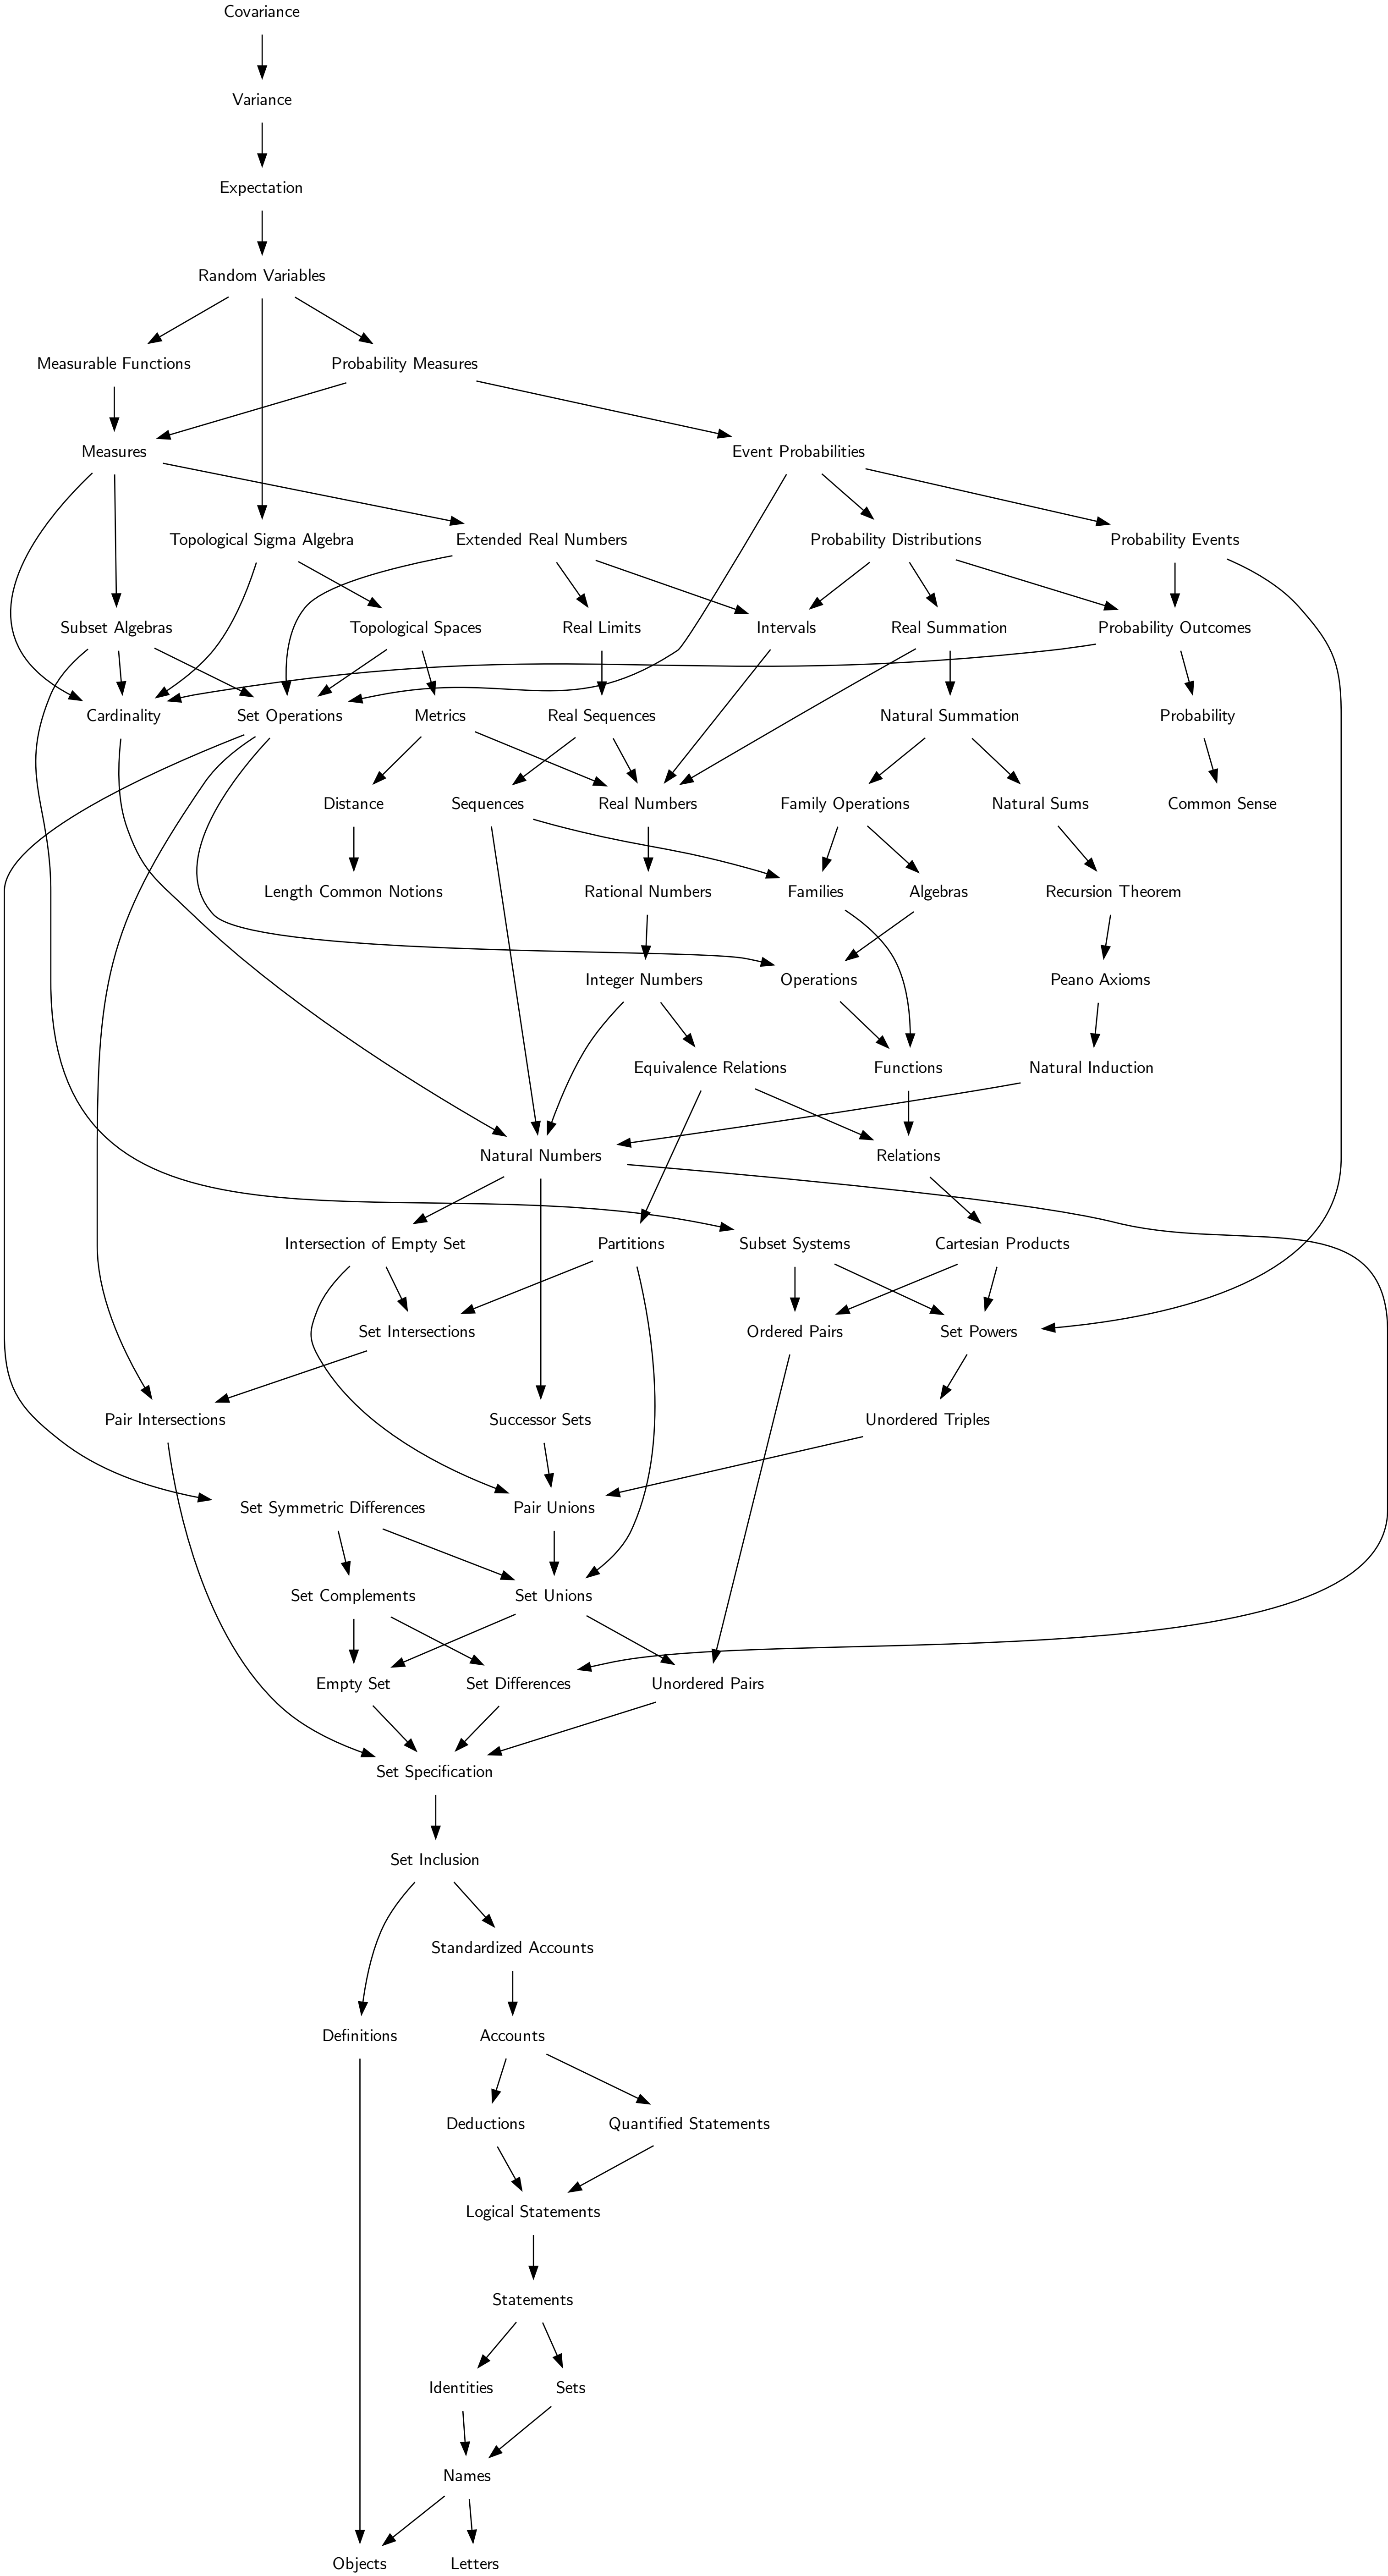 Covariance
Variance
Expectation
Random Variables
Measurable Functions
Probability Measures
Measures
Event Probabilities
Topological Sigma Algebra
Extended Real Numbers
Probability Distributions
Probability Events
Subset Algebras
Topological Spaces
Real Limits
Intervals
Real Summation
Probability Outcomes
Cardinality
Set Operations
Metrics
Real Sequences
Natural Summation
Probability
Distance
Sequences
Real Numbers
Family Operations
Natural Sums
Common Sense
Length Common Notions
Rational Numbers
Families
Algebras
Recursion Theorem
Integer Numbers
Operations
Peano Axioms
Equivalence Relations
Functions
Natural Induction
Natural Numbers
Relations
Intersection of Empty Set
Partitions
Subset Systems
Cartesian Products
Set Intersections
Ordered Pairs
Set Powers
Pair Intersections
Successor Sets
Unordered Triples
Set Symmetric Differences
Pair Unions
Set Complements
Set Unions
Empty Set
Set Differences
Unordered Pairs
Set Specification
Set Inclusion
Standardized Accounts
Definitions
Accounts
Deductions
Quantified Statements
Logical Statements
Statements
Identities
Sets
Names
Objects
Letters